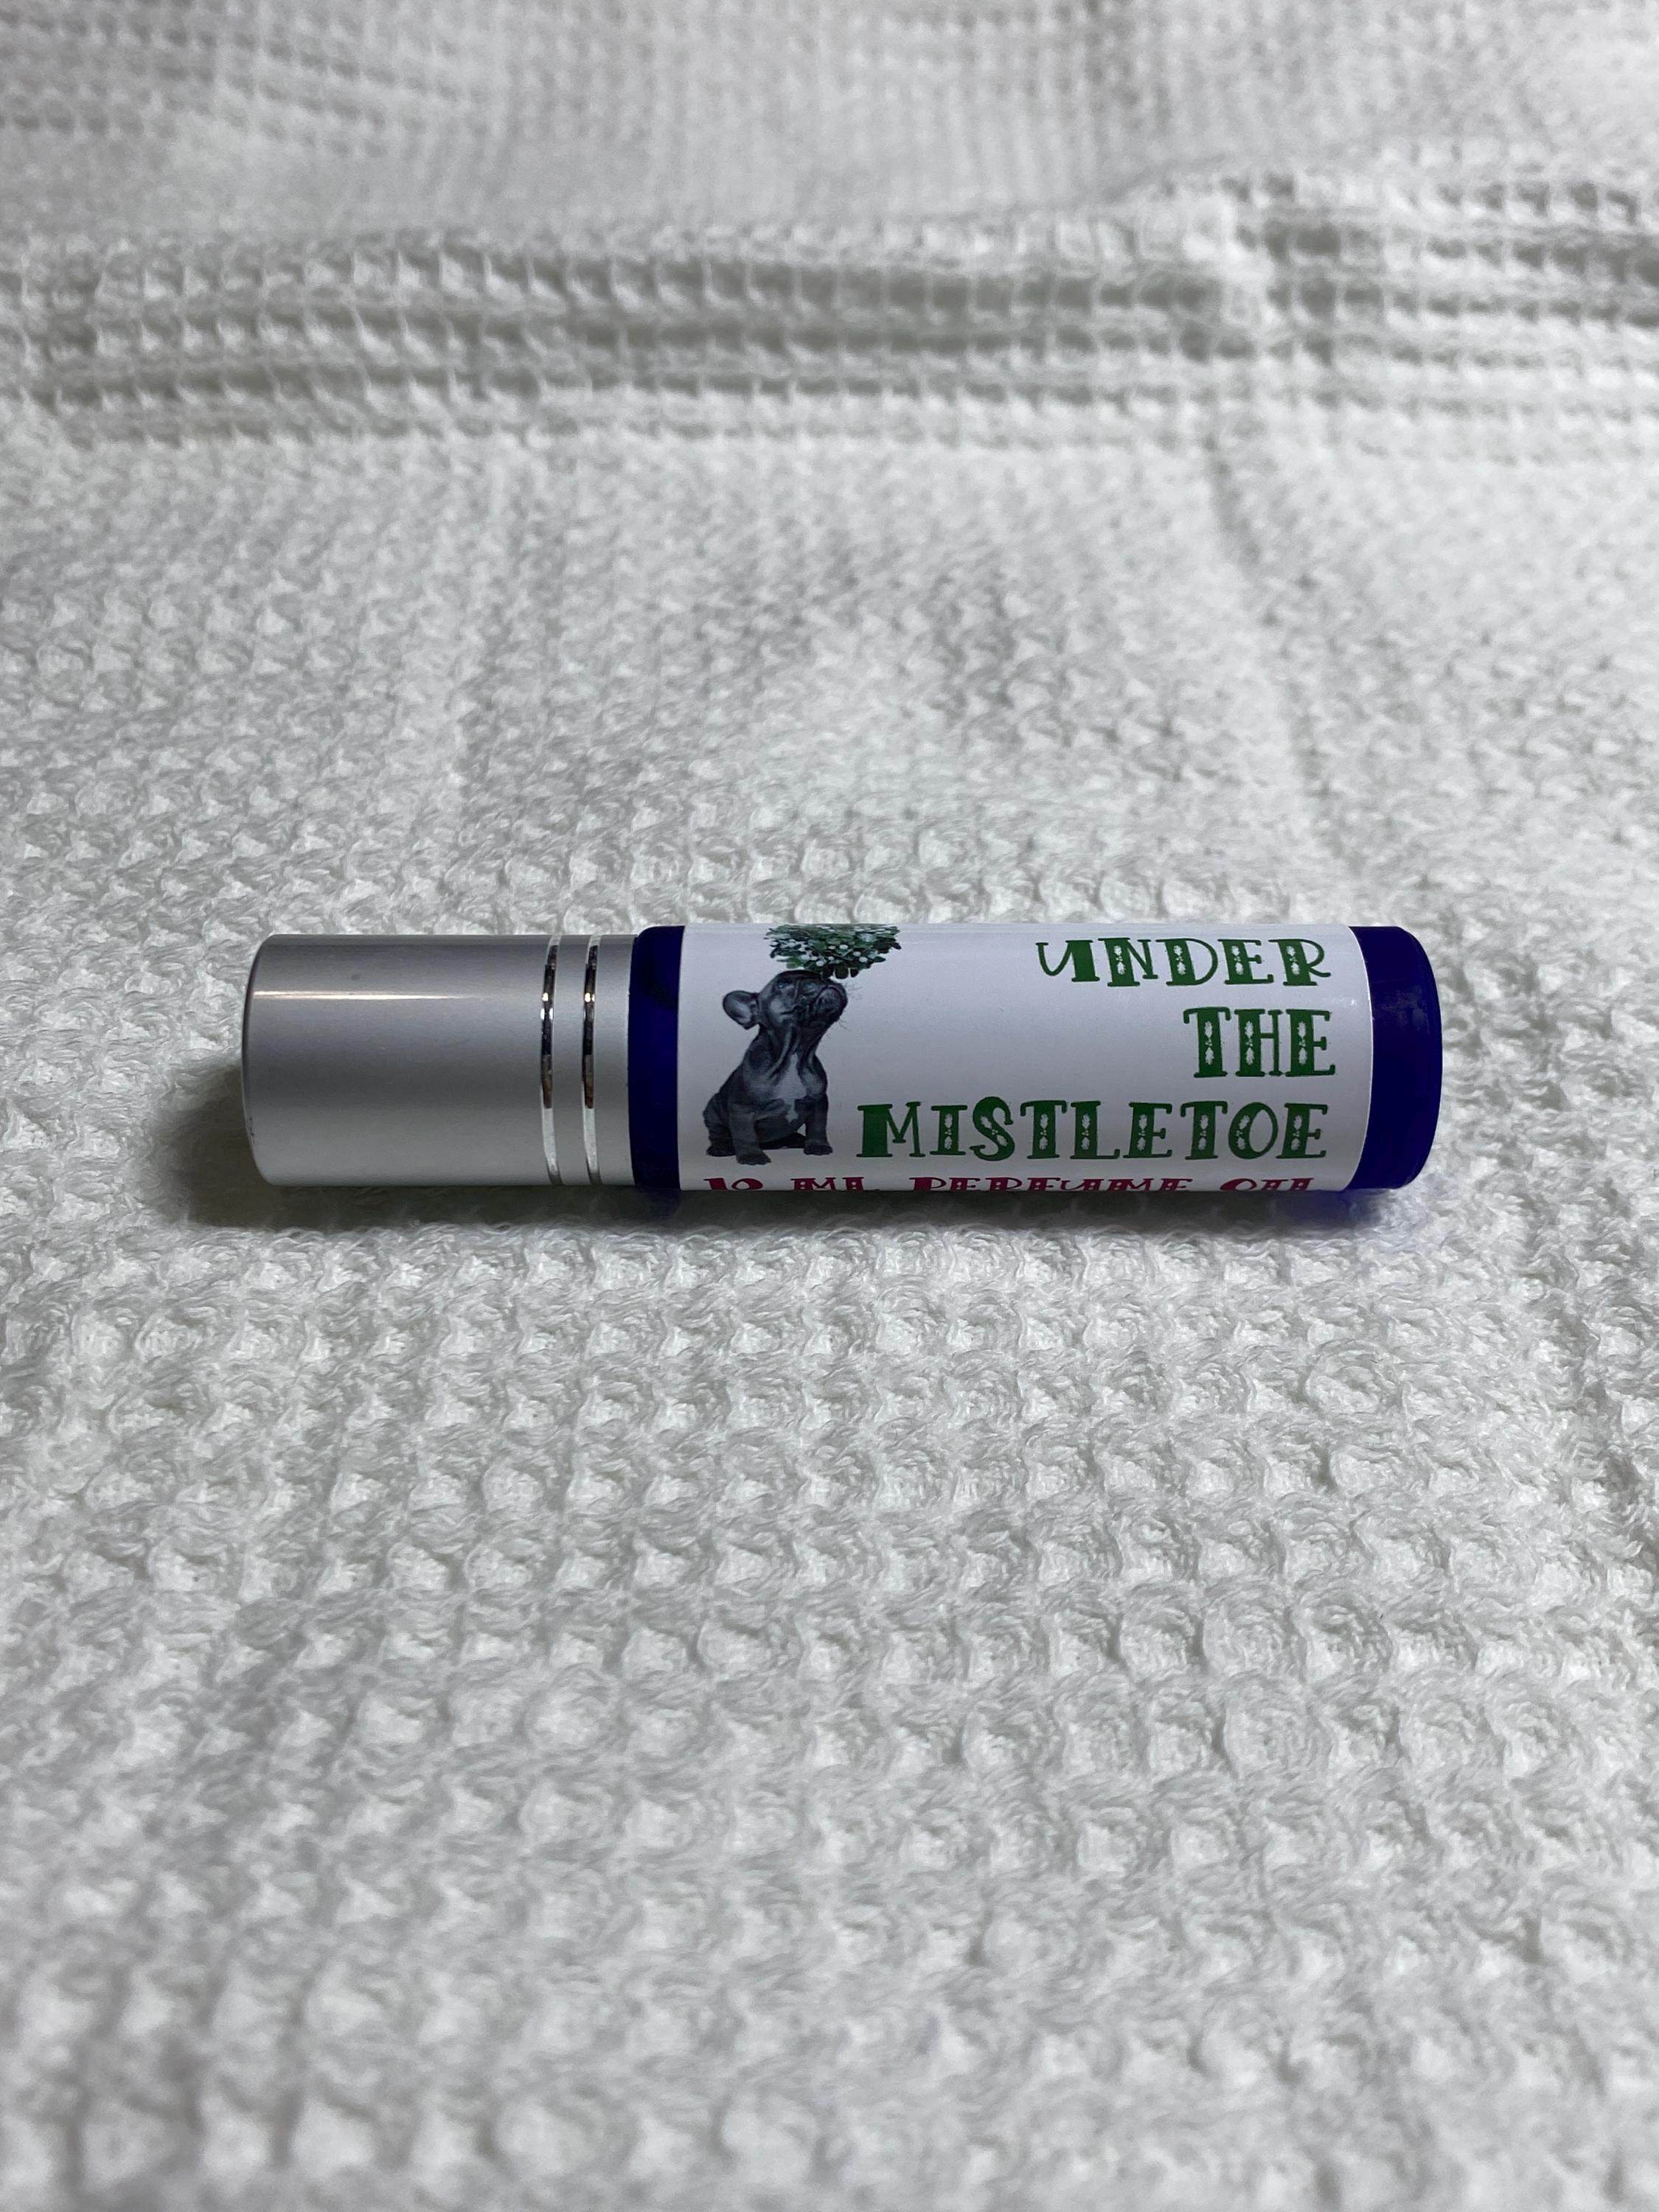 UNDER
THE
MISTLETOE
10 ML PERFUME OIL